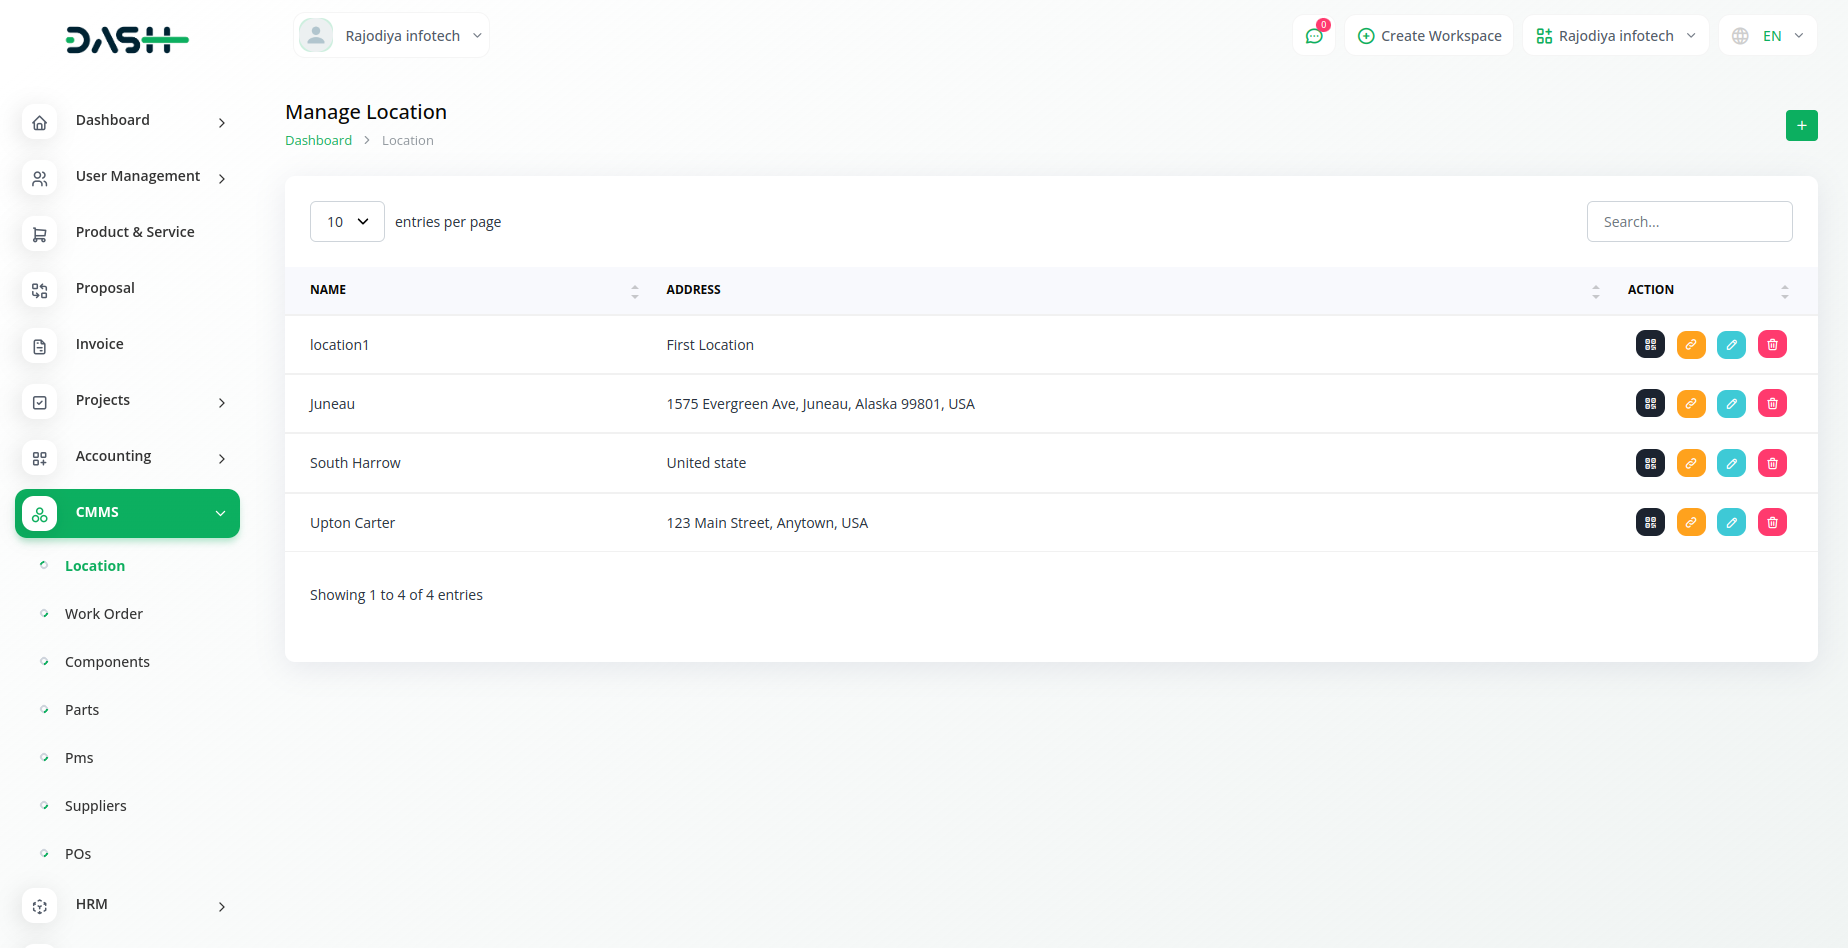 DASH
Rajodiya infotech
0
Create Workspace
Rajodiya infotech
EN
Dashboard
User Management
Product & Service
Proposal
Invoice
Projects
Accounting
CMMS
Location
Work Order
Components
Parts
Pms
Suppliers
POs
HRM
Manage Location
Dashboard > Location
+
10 entries per page
Search...
NAME ADDRESS ACTION
location1 First Location
Juneau 1575 Evergreen Ave, Juneau, Alaska 99801, USA
South Harrow United state
Upton Carter 123 Main Street, Anytown, USA
Showing 1 to 4 of 4 entries